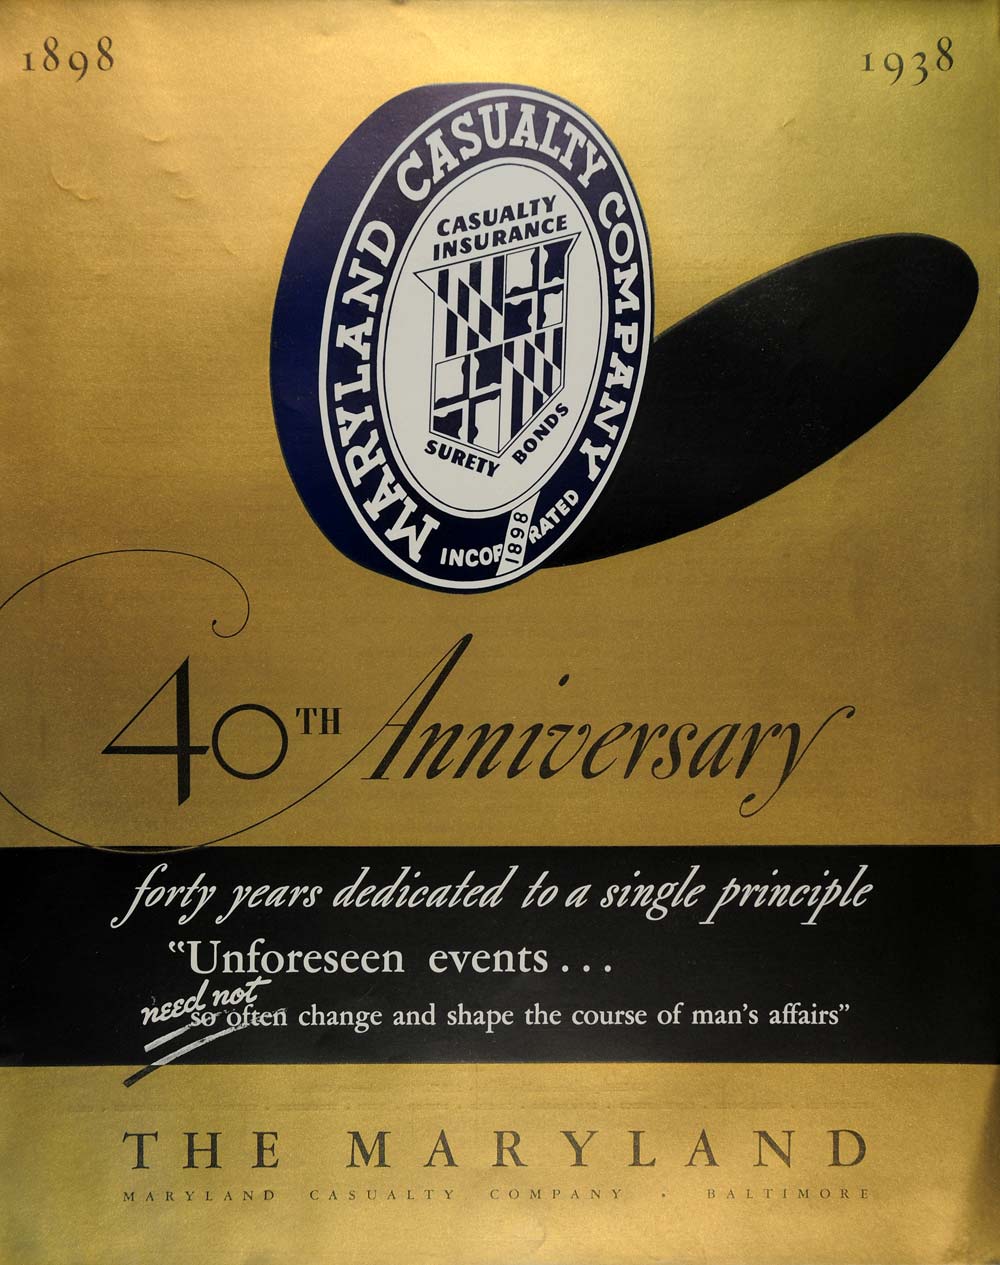 1898
1938
MARYLAND CASUALTY COMPANY
CASUALTY
INSURANCE
SURETY BONDS
INCORP 1898 RATED
40TH Anniversary
forty years dedicated to a single principle
"Unforeseen events...
need not
so often change and shape the course of man's affairs"
THE MARYLAND
MARYLAND CASUALTY COMPANY · BALTIMORE